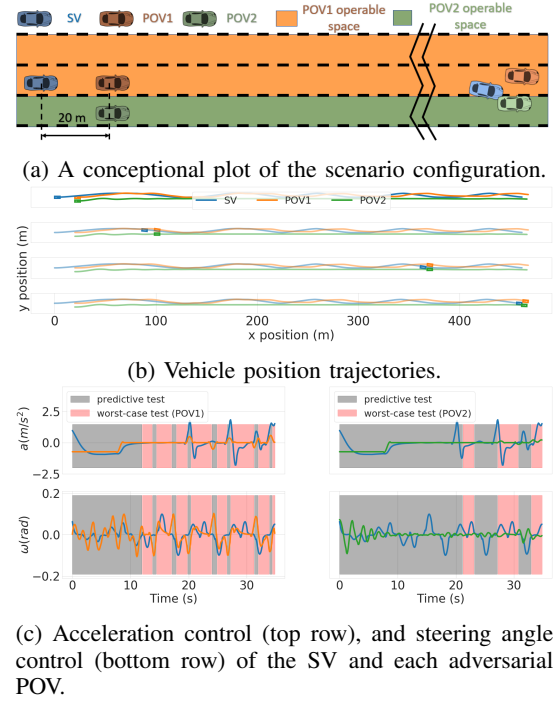 SV POV1 POV2 POV1 operable space POV2 operable space
20 m
(a) A conceptional plot of the scenario configuration.
SV POV1 POV2
y position (m)
0 100 200 300 400
x position (m)
(b) Vehicle position trajectories.
predictive test
worst-case test (POV1)
predictive test
worst-case test (POV2)
a(m/s²)
2.5
0.0
−2.5
ω(rad)
0.2
0.0
−0.2
0 10 20 30
Time (s)
0 10 20 30
Time (s)
(c) Acceleration control (top row), and steering angle
control (bottom row) of the SV and each adversarial
POV.